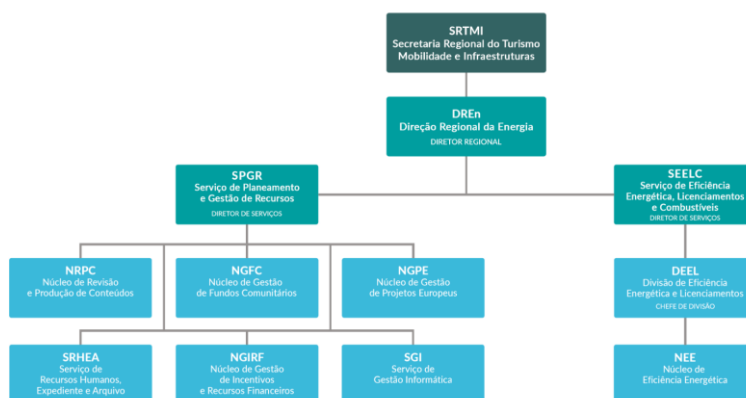 SRTMI
Secretaria Regional do Turismo
Mobilidade e Infraestruturas
DREn
Direção Regional da Energia
DIRETOR REGIONAL
SPGR
Serviço de Planeamento
e Gestão de Recursos
DIRETOR DE SERVIÇOS
SEELC
Serviço de Eficiência
Energética, Licenciamentos
e Combustíveis
DIRETOR DE SERVIÇOS
NRPC
Núcleo de Revisão
e Produção de Conteúdos
NGFC
Núcleo de Gestão
de Fundos Comunitários
NGPE
Núcleo de Gestão
de Projetos Europeus
DEEL
Divisão de Eficiência
Energética e Licenciamentos
CHEFE DE DIVISÃO
SRHEA
Serviço de
Recursos Humanos,
Expediente e Arquivo
NGIRF
Núcleo de Gestão
de Incentivos
e Recursos Financeiros
SGI
Serviço de
Gestão Informática
NEE
Núcleo de
Eficiência Energética